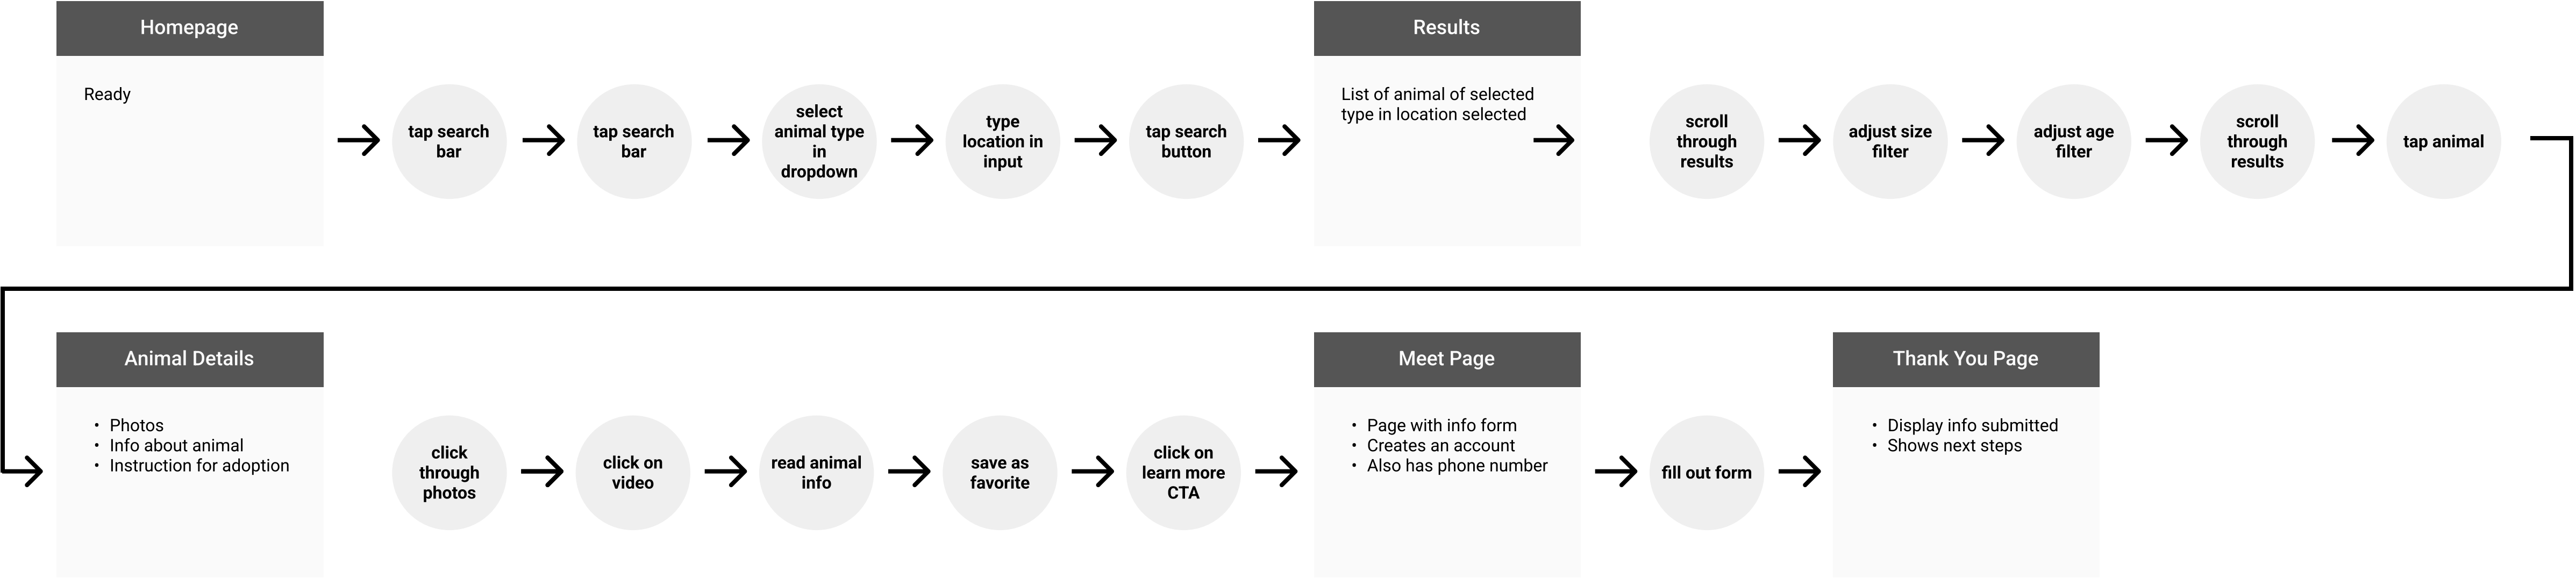 Homepage
Ready
tap search
bar
tap search
bar
select
animal type
in
dropdown
type
location in
input
tap search
button
Results
List of animal of selected
type in location selected
scroll
through
results
adjust size
filter
adjust age
filter
scroll
through
results
tap animal
Animal Details
• Photos
• Info about animal
• Instruction for adoption
click
through
photos
click on
video
read animal
info
save as
favorite
click on
learn more
CTA
Meet Page
• Page with info form
• Creates an account
• Also has phone number
fill out form
Thank You Page
• Display info submitted
• Shows next steps